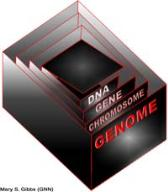 DNA
GENE
CHROMOSOME
GENOME
Mary S. Gibbs (GNN)